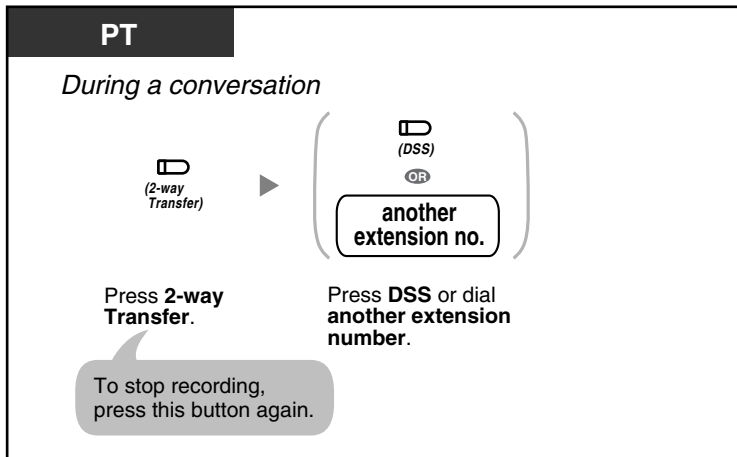 PT
During a conversation
(2-way
Transfer)
(DSS)
OR
another
extension no.
Press 2-way
Transfer.
Press DSS or dial
another extension
number.
To stop recording,
press this button again.